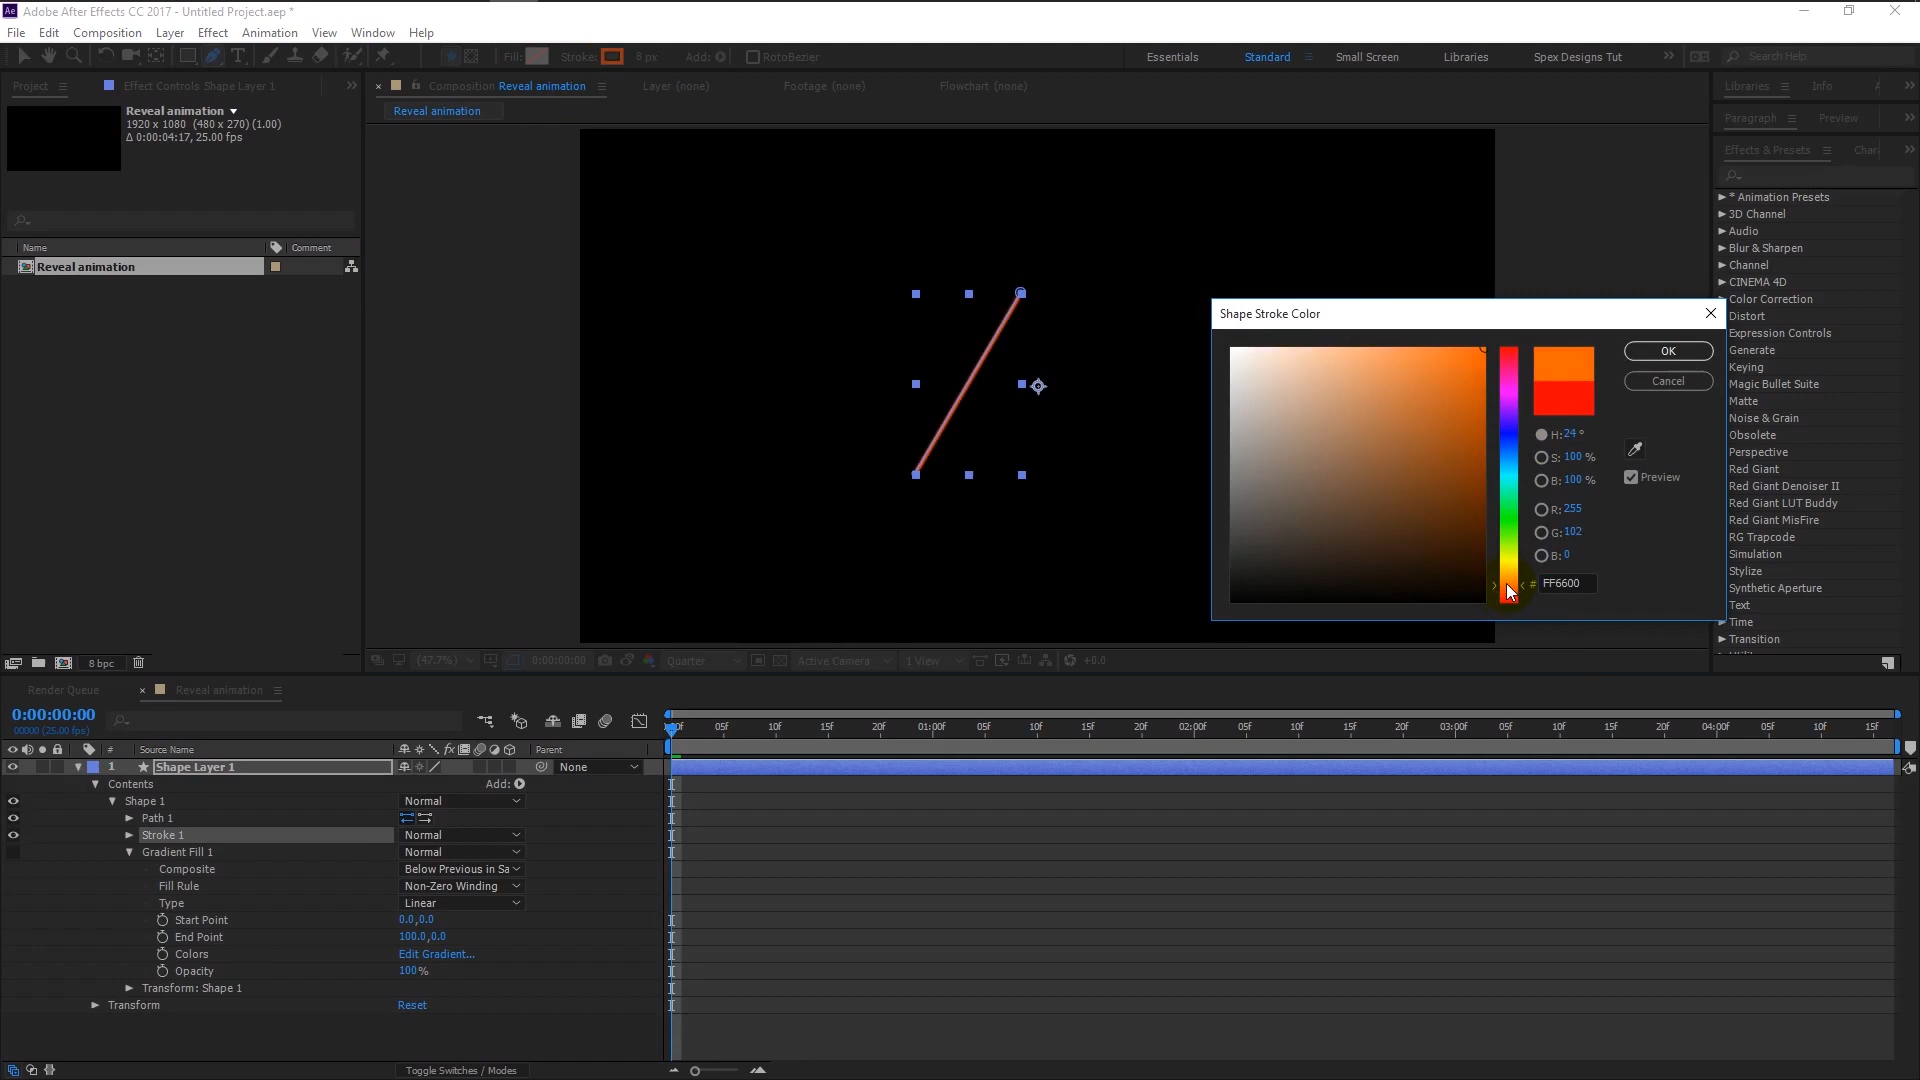 Adobe After Effects CC 2017 - Untitled Project.aep *
File Edit Composition Layer Effect Animation View Window Help
Fill: Stroke: 8 px Add: RotoBezier
Essentials Standard Small Screen Libraries Spex Designs Tut Search Help
Project Effect Controls Shape Layer 1
Composition Reveal animation Layer (none) Footage (none) Flowchart (none)
Libraries Info
Reveal animation
1920 x 1080 (480 x 270) (1.00)
Δ 0:00:04:17, 25.00 fps
Reveal animation
Paragraph Preview
Effects & Presets Char
Name Comment
Reveal animation
* Animation Presets
3D Channel
Audio
Blur & Sharpen
Channel
CINEMA 4D
Color Correction
Distort
Expression Controls
Generate
Keying
Magic Bullet Suite
Matte
Noise & Grain
Obsolete
Perspective
Red Giant
Red Giant Denoiser II
Red Giant LUT Buddy
Red Giant MisFire
RG Trapcode
Simulation
Stylize
Synthetic Aperture
Text
Time
Transition
Shape Stroke Color
OK
Cancel
H: 24 °
S: 100 %
B: 100 %
Preview
R: 255
G: 102
B: 0
# FF6600
8 bpc
(47.7%) 0:00:00:00 Quarter Active Camera 1 View +0.0
Render Queue Reveal animation
0:00:00:00
00000 (25.00 fps)
05f 10f 15f 20f 01:00f 05f 10f 15f 20f 02:00f 05f 10f 15f 20f 03:00f 05f 10f 15f 20f 04:00f 05f 10f 15f
# Source Name fx Parent
1 Shape Layer 1 None
Contents Add:
Shape 1 Normal
Path 1
Stroke 1 Normal
Gradient Fill 1 Normal
Composite Below Previous in Sa
Fill Rule Non-Zero Winding
Type Linear
Start Point 0.0,0.0
End Point 100.0,0.0
Colors Edit Gradient...
Opacity 100%
Transform: Shape 1
Transform Reset
Toggle Switches / Modes